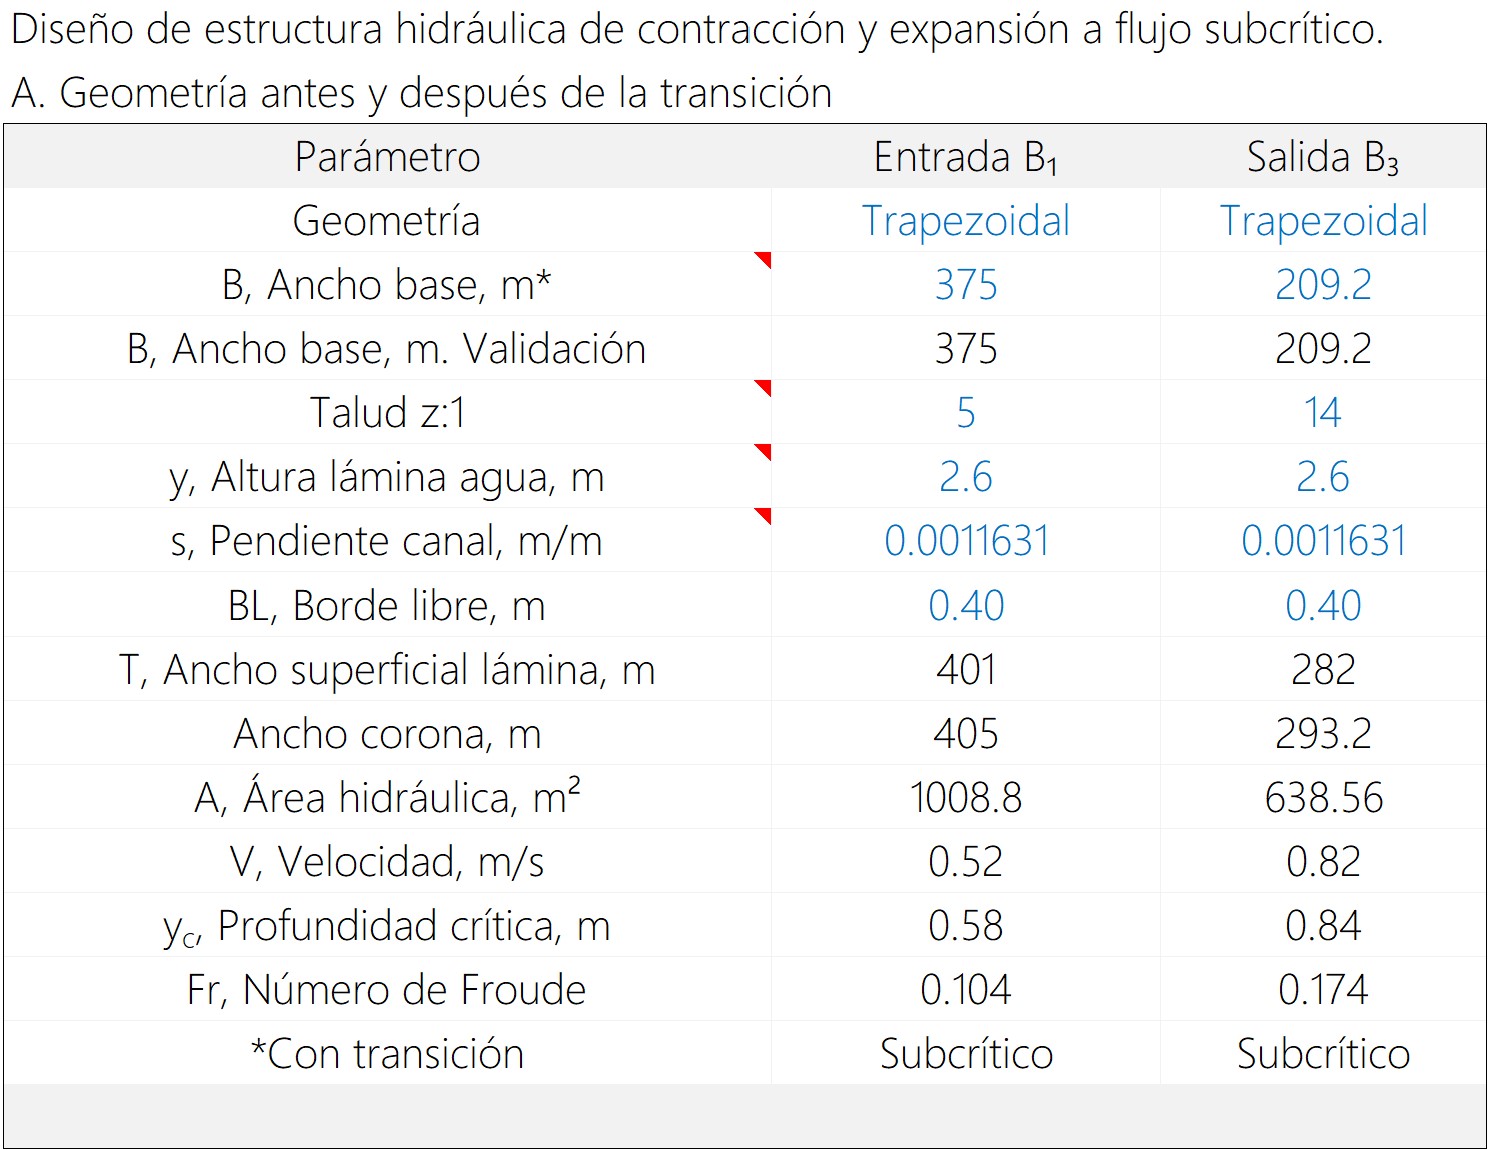 Diseño de estructura hidráulica de contracción y expansión a flujo subcrítico.
A. Geometría antes y después de la transición
Parámetro Entrada B₁ Salida B₃
Geometría Trapezoidal Trapezoidal
B, Ancho base, m* 375 209.2
B, Ancho base, m. Validación 375 209.2
Talud z:1 5 14
y, Altura lámina agua, m 2.6 2.6
s, Pendiente canal, m/m 0.0011631 0.0011631
BL, Borde libre, m 0.40 0.40
T, Ancho superficial lámina, m 401 282
Ancho corona, m 405 293.2
A, Área hidráulica, m² 1008.8 638.56
V, Velocidad, m/s 0.52 0.82
y꜀, Profundidad crítica, m 0.58 0.84
Fr, Número de Froude 0.104 0.174
*Con transición Subcrítico Subcrítico